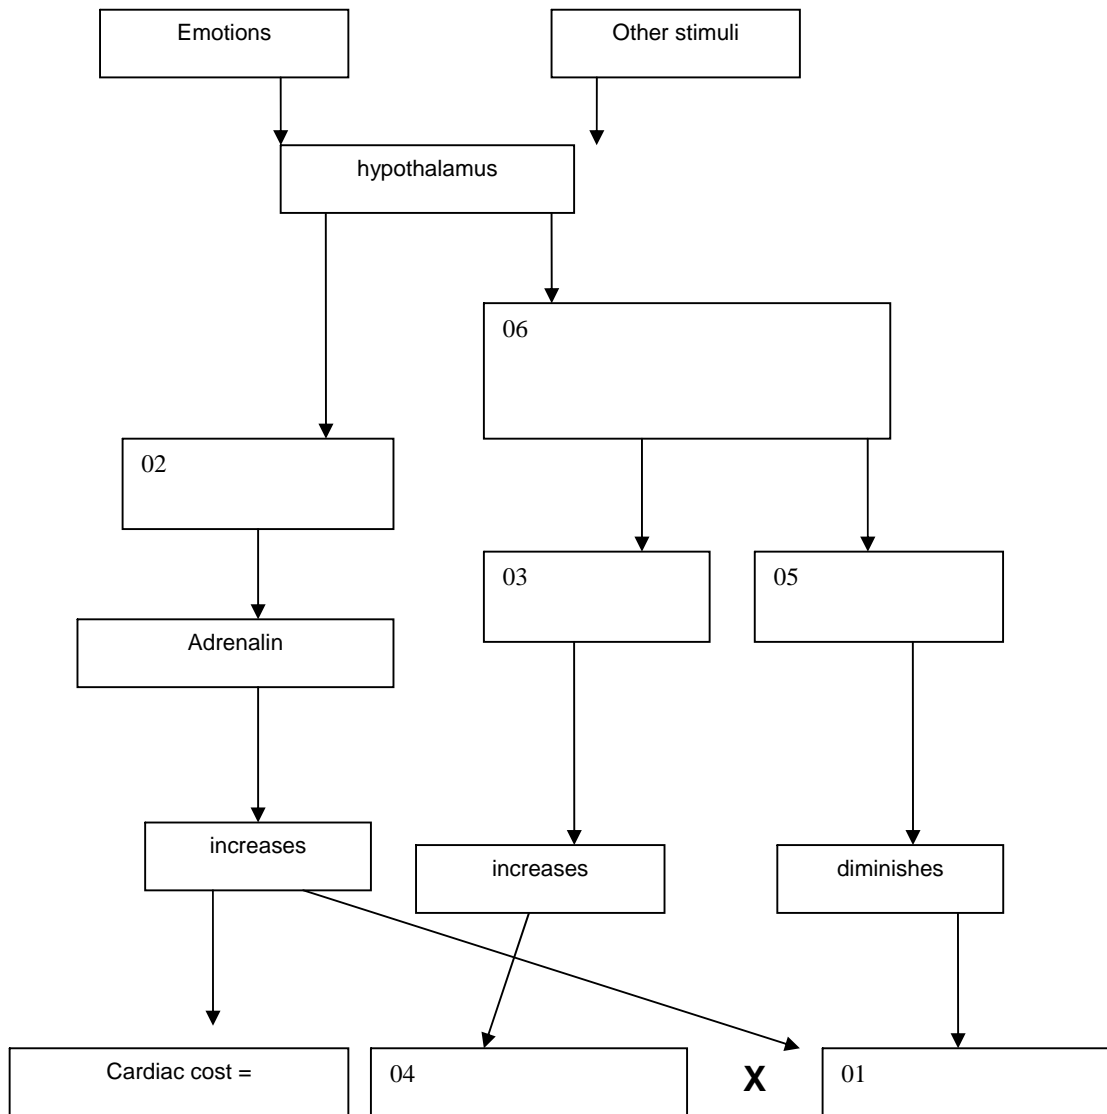 Emotions
Other stimuli
hypothalamus
06
02
03
05
Adrenalin
increases
increases
diminishes
Cardiac cost =
04
X
01